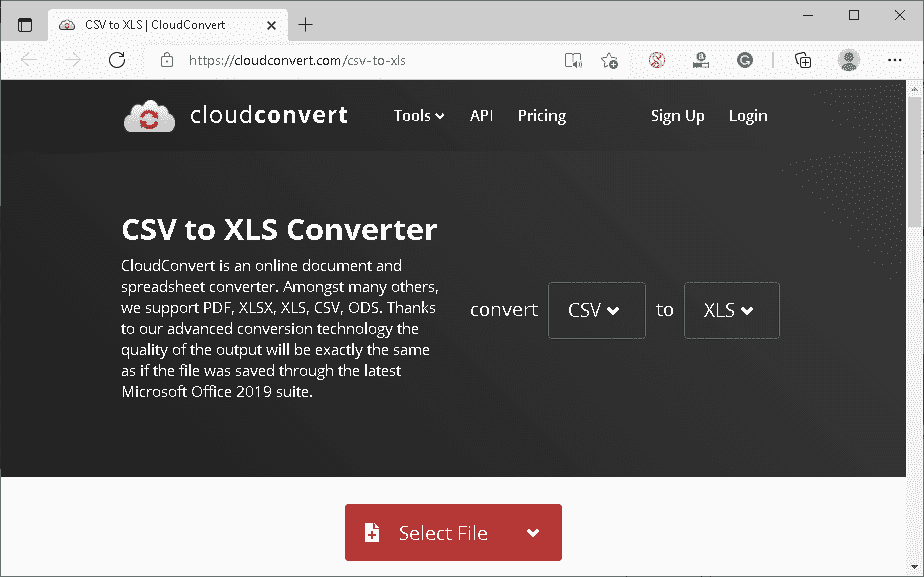 CSV to XLS | CloudConvert
https://cloudconvert.com/csv-to-xls
cloudconvert
Tools
API
Pricing
Sign Up
Login
CSV to XLS Converter
CloudConvert is an online document and
spreadsheet converter. Amongst many others,
we support PDF, XLSX, XLS, CSV, ODS. Thanks
to our advanced conversion technology the
quality of the output will be exactly the same
as if the file was saved through the latest
Microsoft Office 2019 suite.
convert CSV to XLS
Select File